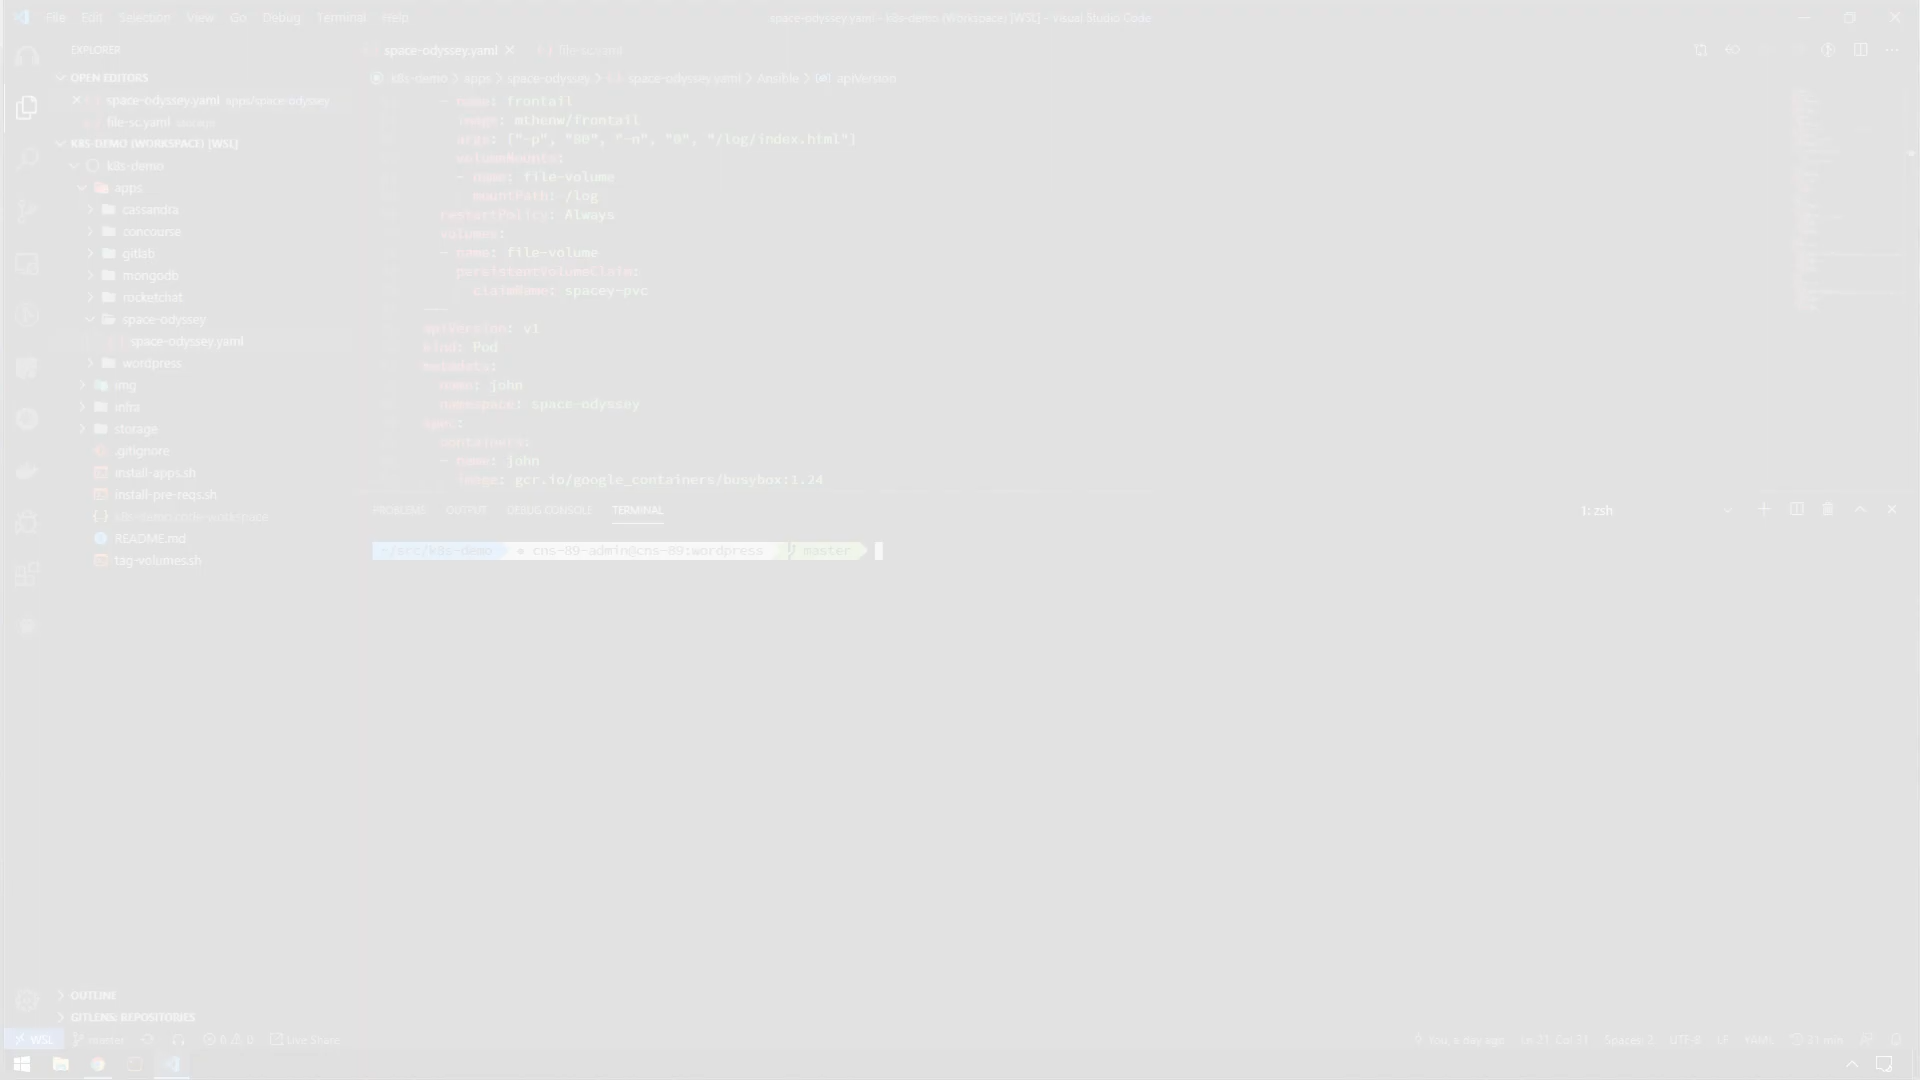 File Edit Selection View Go Debug Terminal Help
space-odyssey.yaml - k8s-demo (Workspace) [WSL] - Visual Studio Code
EXPLORER
OPEN EDITORS
space-odyssey.yaml apps/space-odyssey
file-sc.yaml storage
K8S-DEMO (WORKSPACE) [WSL]
k8s-demo
apps
cassandra
concourse
gitlab
mongodb
rocketchat
space-odyssey
space-odyssey.yaml
wordpress
img
infra
storage
.gitignore
install-apps.sh
install-pre-reqs.sh
k8s-demo.code-workspace
README.md
tag-volumes.sh
OUTLINE
GITLENS: REPOSITORIES
space-odyssey.yaml file-sc.yaml
k8s-demo > apps > space-odyssey > space-odyssey.yaml > Ansible > apiVersion
- name: frontail
image: mthenw/frontail
args: ["-p", "80", "-n", "0", "/log/index.html"]
volumeMounts:
- name: file-volume
mountPath: /log
restartPolicy: Always
volumes:
- name: file-volume
persistentVolumeClaim:
claimName: spacey-pvc
---
apiVersion: v1
kind: Pod
metadata:
name: john
namespace: space-odyssey
spec:
containers:
- name: john
image: gcr.io/google_containers/busybox:1.24
PROBLEMS OUTPUT DEBUG CONSOLE TERMINAL
1: zsh
~/src/k8s-demo cns-89-admin@cns-89:wordpress master
WSL master 0 0 Live Share
Spaces: 2 UTF-8 LF YAML 31 min